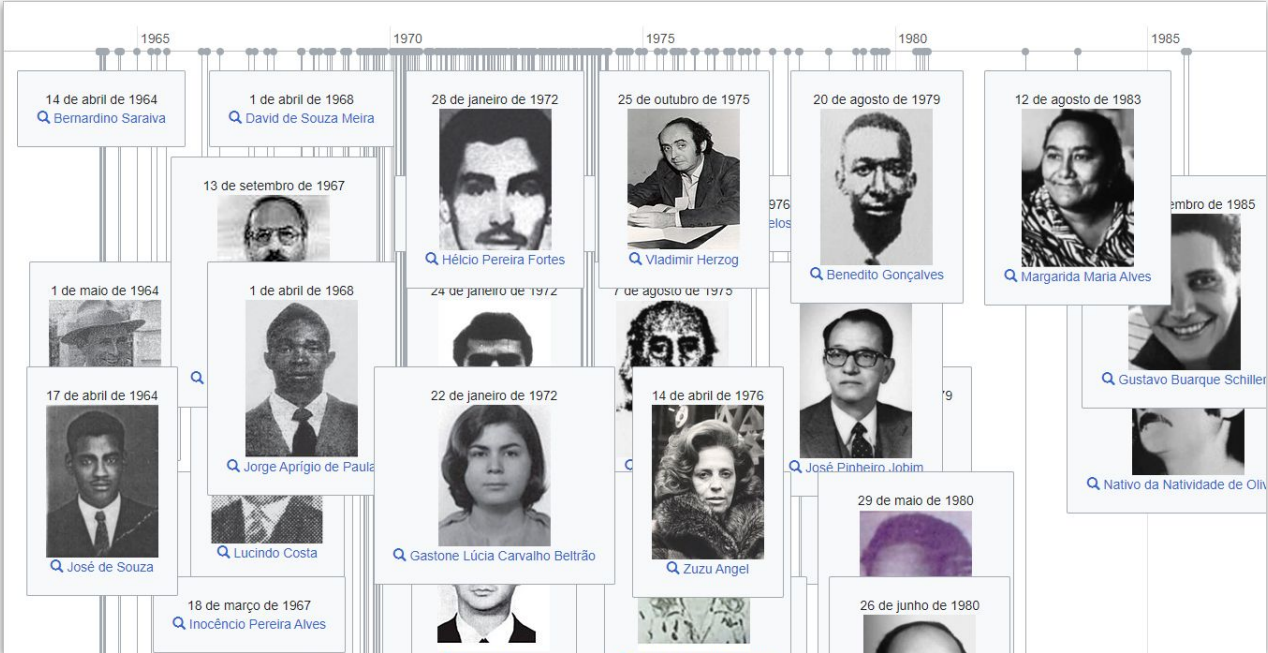 1965
1970
1975
1980
1985
14 de abril de 1964
Bernardino Saraiva
1 de abril de 1968
David de Souza Meira
28 de janeiro de 1972
Hélcio Pereira Fortes
25 de outubro de 1975
Vladimir Herzog
20 de agosto de 1979
Benedito Gonçalves
12 de agosto de 1983
Margarida Maria Alves
13 de setembro de 1967
de 1985
Gustavo Buarque Schiller
1 de maio de 1964
1 de abril de 1968
Jorge Aprígio de Paula
24 de janeiro de 1972
7 de agosto de 1975
José Pinheiro Jobim
Nativo da Natividade de
17 de abril de 1964
José de Souza
Lucindo Costa
22 de janeiro de 1972
Gastone Lúcia Carvalho Beltrão
14 de abril de 1976
Zuzu Angel
29 de maio de 1980
18 de março de 1967
Inocêncio Pereira Alves
26 de junho de 1980